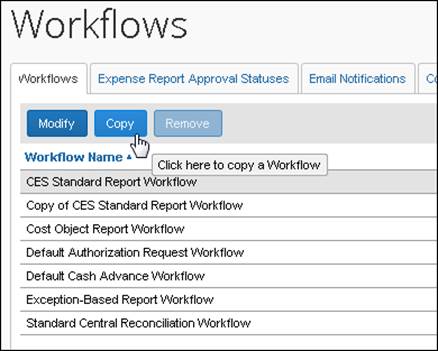 Workflows
Workflows Expense Report Approval Statuses Email Notifications
Modify Copy Remove
Workflow Name
Click here to copy a Workflow
CES Standard Report Workflow
Copy of CES Standard Report Workflow
Cost Object Report Workflow
Default Authorization Request Workflow
Default Cash Advance Workflow
Exception-Based Report Workflow
Standard Central Reconciliation Workflow